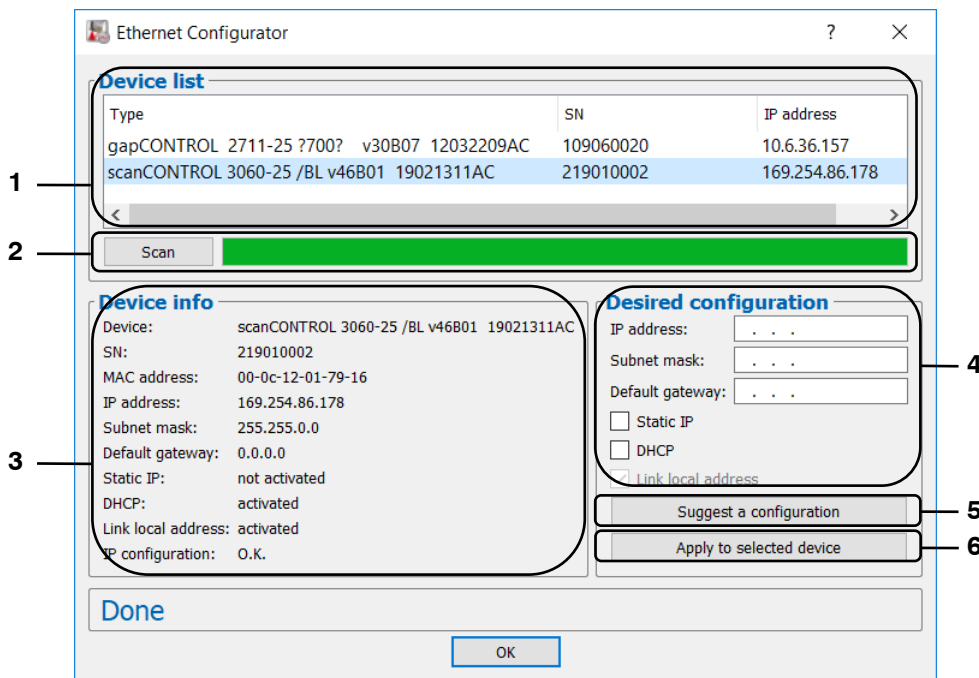 Ethernet Configurator ?
Device list
Type SN IP address
gapCONTROL 2711-25 ?700? v30B07 12032209AC 109060020 10.6.36.157
scanCONTROL 3060-25 /BL v46B01 19021311AC 219010002 169.254.86.178
1
2
Scan
Device info
Device: scanCONTROL 3060-25 /BL v46B01 19021311AC
SN: 219010002
MAC address: 00-0c-12-01-79-16
IP address: 169.254.86.178
Subnet mask: 255.255.0.0
Default gateway: 0.0.0.0
Static IP: not activated
DHCP: activated
Link local address: activated
IP configuration: O.K.
3
Desired configuration
IP address: . . .
Subnet mask: . . .
Default gateway: . . .
Static IP
DHCP
Link local address
4
Suggest a configuration
5
Apply to selected device
6
Done
OK